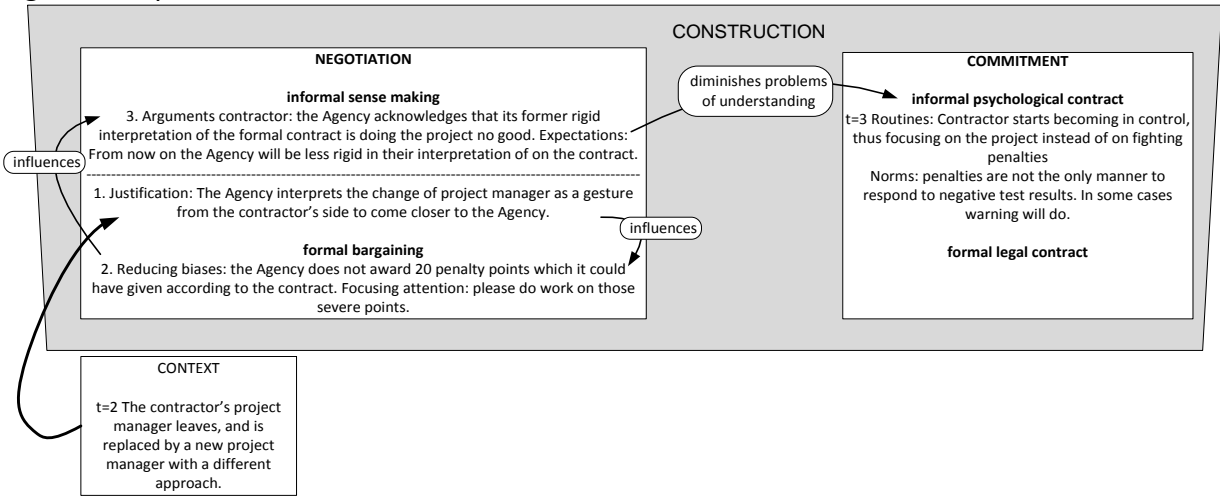 CONSTRUCTION
NEGOTIATION
informal sense making
3. Arguments contractor: the Agency acknowledges that its former rigid
interpretation of the formal contract is doing the project no good. Expectations:
From now on the Agency will be less rigid in their interpretation of on the contract.
1. Justification: The Agency interprets the change of project manager as a gesture
from the contractor's side to come closer to the Agency.
formal bargaining
2. Reducing biases: the Agency does not award 20 penalty points which it could
have given according to the contract. Focusing attention: please do work on those
severe points.
influences
influences
diminishes problems
of understanding
COMMITMENT
informal psychological contract
t=3 Routines: Contractor starts becoming in control,
thus focusing on the project instead of on fighting
penalties
Norms: penalties are not the only manner to
respond to negative test results. In some cases
warning will do.
formal legal contract
CONTEXT
t=2 The contractor's project
manager leaves, and is
replaced by a new project
manager with a different
approach.